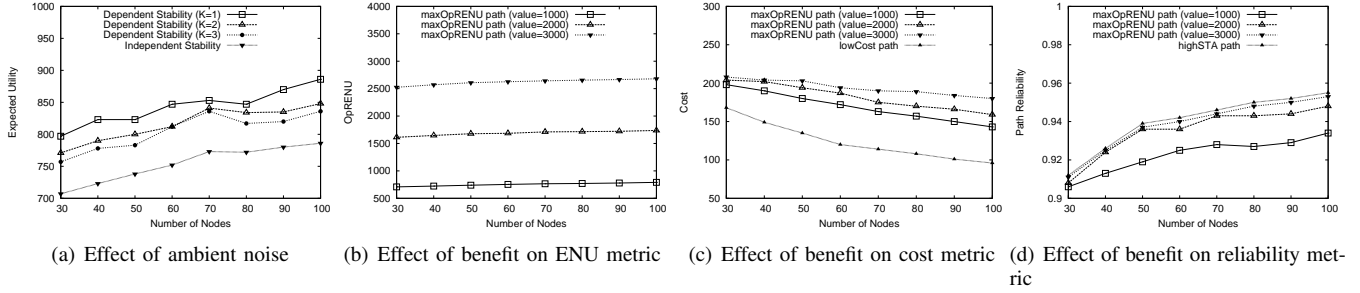 1000
950
900
850
800
750
700
30 40 50 60 70 80 90 100
Expected Utility
Number of Nodes
Dependent Stability (K=1)
Dependent Stability (K=2)
Dependent Stability (K=3)
Independent Stability
(a) Effect of ambient noise
4000
3500
3000
2500
2000
1500
1000
500
30 40 50 60 70 80 90 100
OpRENU
Number of Nodes
maxOpRENU path (value=1000)
maxOpRENU path (value=2000)
maxOpRENU path (value=3000)
(b) Effect of benefit on ENU metric
300
250
200
150
100
50
30 40 50 60 70 80 90 100
Cost
Number of Nodes
maxOpRENU path (value=1000)
maxOpRENU path (value=2000)
maxOpRENU path (value=3000)
lowCost path
(c) Effect of benefit on cost metric
1
0.98
0.96
0.94
0.92
0.9
30 40 50 60 70 80 90 100
Path Reliability
Number of Nodes
maxOpRENU path (value=1000)
maxOpRENU path (value=2000)
maxOpRENU path (value=3000)
highSTA path
(d) Effect of benefit on reliability met-
ric